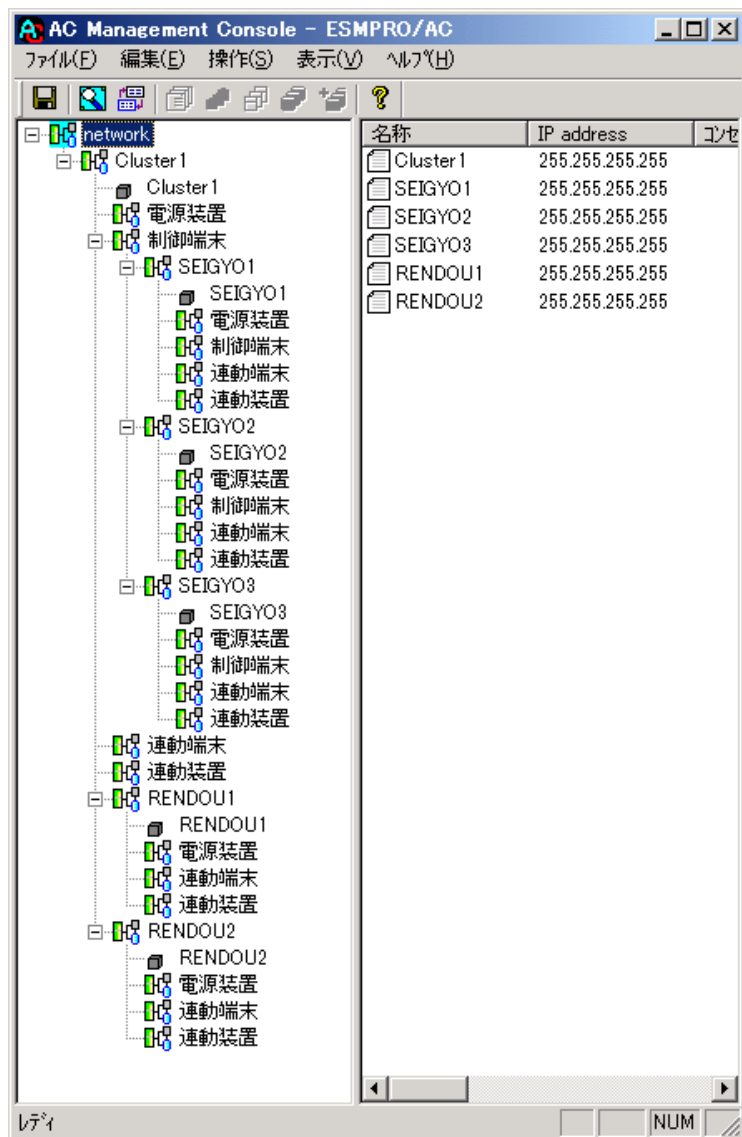 AC Management Console - ESMPRO/AC
ファイル(F) 編集(E) 操作(S) 表示(V) ヘルプ(H)
network
Cluster1
Cluster1
電源装置
制御端末
SEIGYO1
SEIGYO1
電源装置
制御端末
連動端末
連動装置
SEIGYO2
SEIGYO2
電源装置
制御端末
連動端末
連動装置
SEIGYO3
SEIGYO3
電源装置
制御端末
連動端末
連動装置
連動端末
連動装置
RENDOU1
RENDOU1
電源装置
連動端末
連動装置
RENDOU2
RENDOU2
電源装置
連動端末
連動装置
名称 IP address コンセ
Cluster1 255.255.255.255
SEIGYO1 255.255.255.255
SEIGYO2 255.255.255.255
SEIGYO3 255.255.255.255
RENDOU1 255.255.255.255
RENDOU2 255.255.255.255
レディ NUM